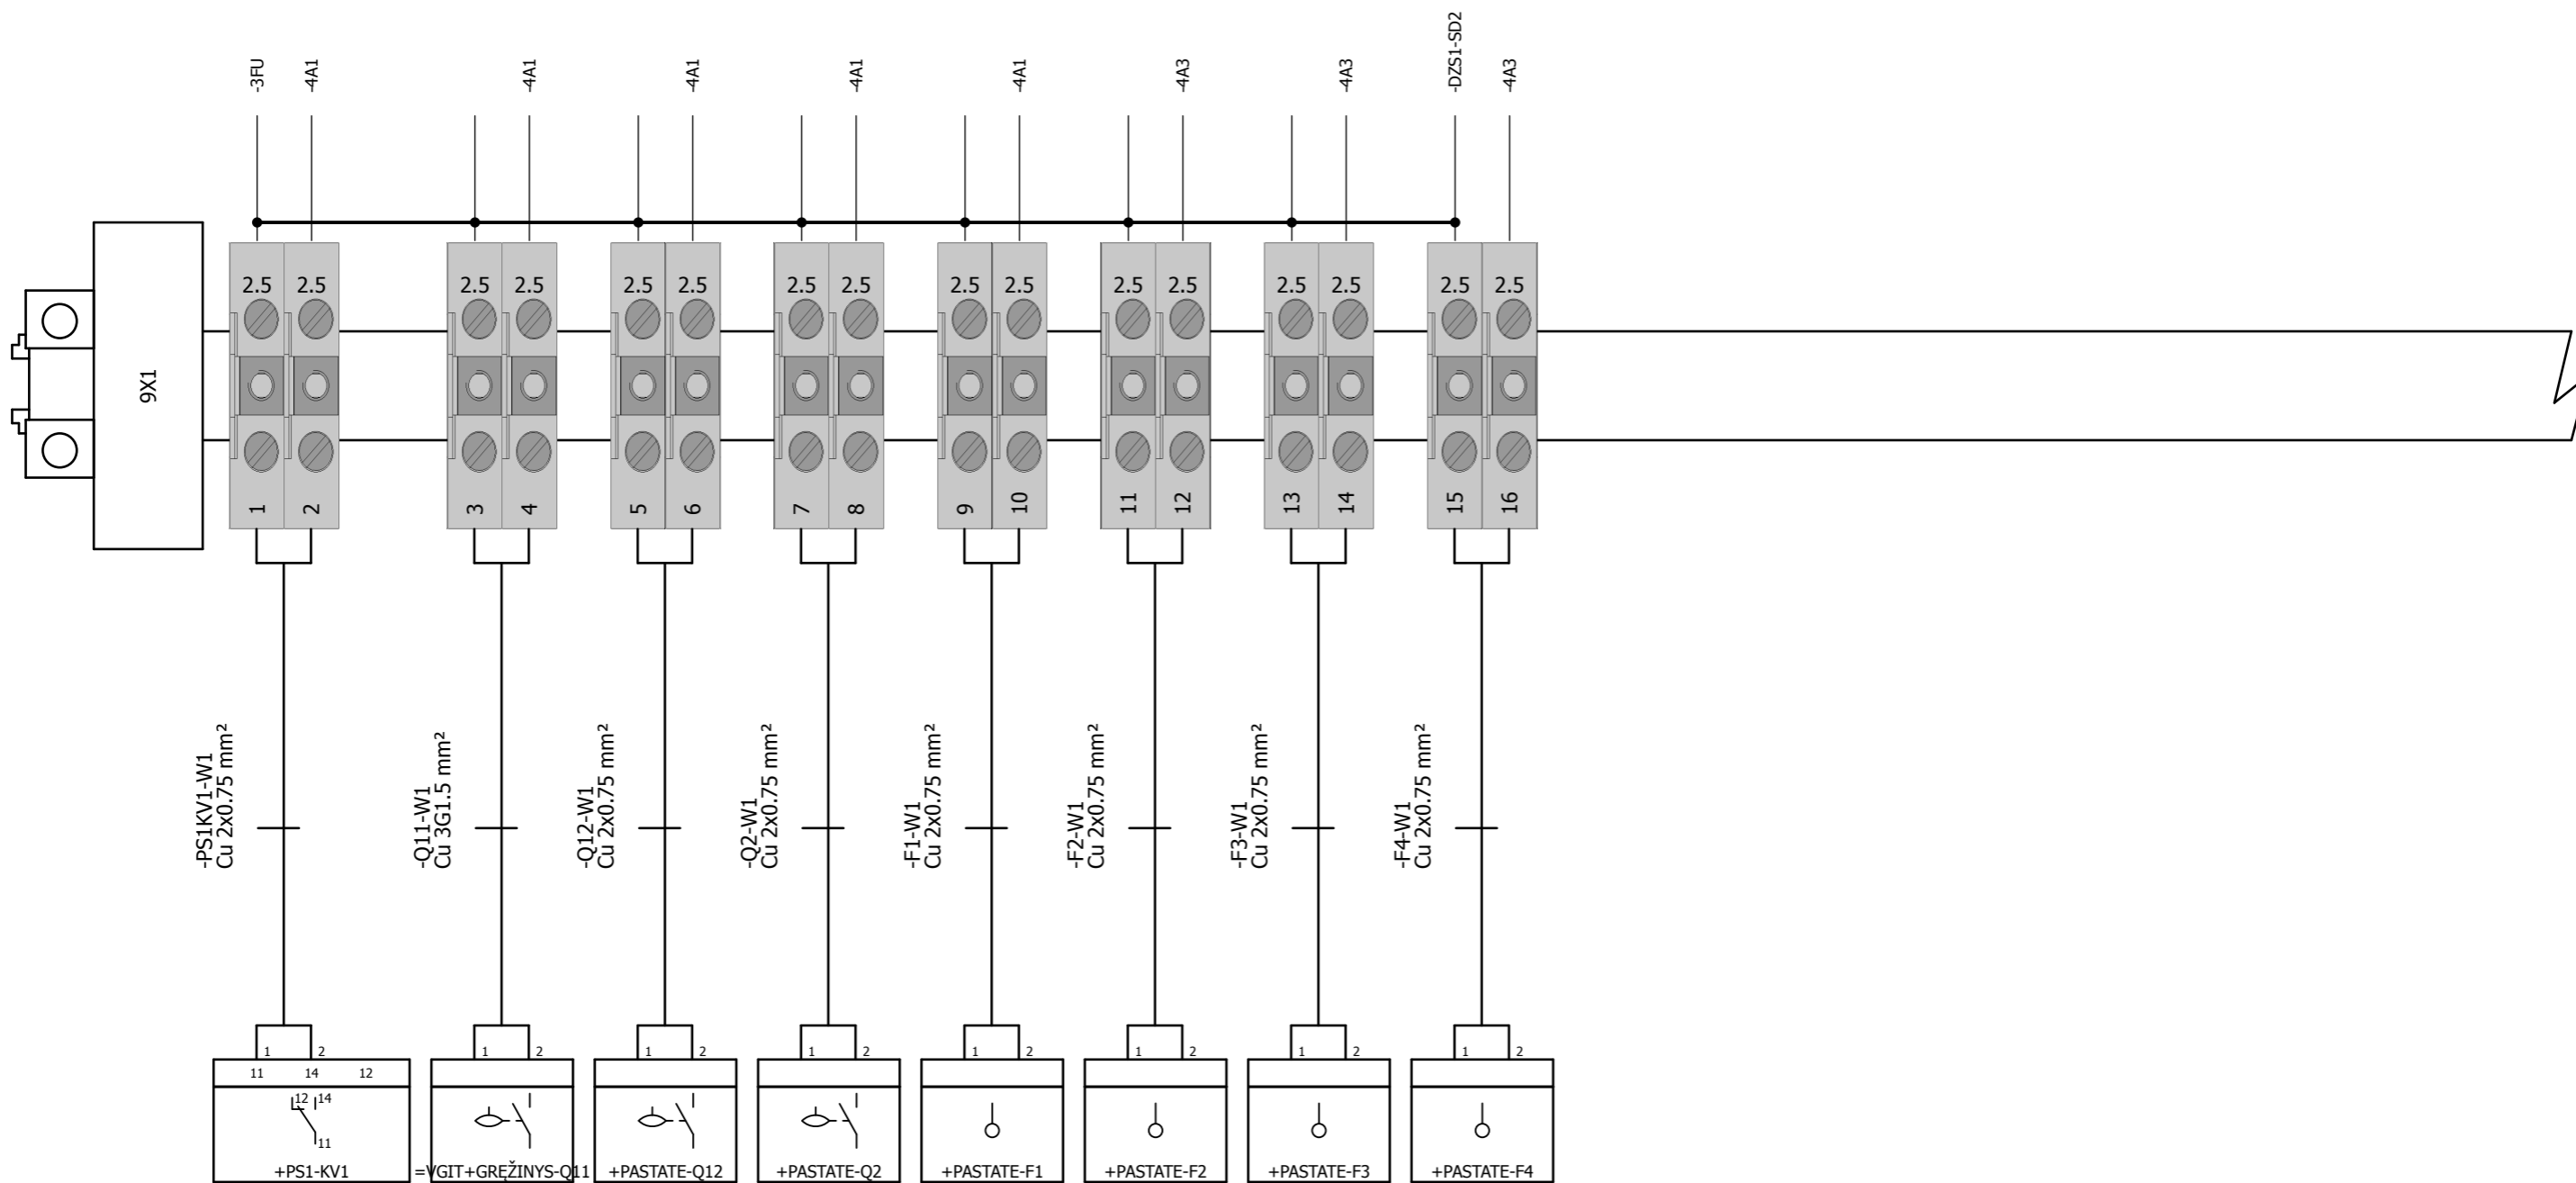 -3FU
-4A1
-4A1
-4A1
-4A1
-4A1
-4A3
-4A3
-DZS1-SD2
-4A3
9X1
2.5 2.5 2.5 2.5 2.5 2.5 2.5 2.5 2.5 2.5 2.5 2.5 2.5 2.5 2.5 2.5
1 2 3 4 5 6 7 8 9 10 11 12 13 14 15 16
-PS1KV1-W1
Cu 2x0.75 mm²
-Q11-W1
Cu 3G1.5 mm²
-Q12-W1
Cu 2x0.75 mm²
-Q2-W1
Cu 2x0.75 mm²
-F1-W1
Cu 2x0.75 mm²
-F2-W1
Cu 2x0.75 mm²
-F3-W1
Cu 2x0.75 mm²
-F4-W1
Cu 2x0.75 mm²
1 2 1 2 1 2 1 2 1 2 1 2 1 2 1 2
11 14 12
12 14
11
+PS1-KV1
=VGIT+GRĘŽINYS-Q11
+PASTATE-Q12
+PASTATE-Q2
+PASTATE-F1
+PASTATE-F2
+PASTATE-F3
+PASTATE-F4